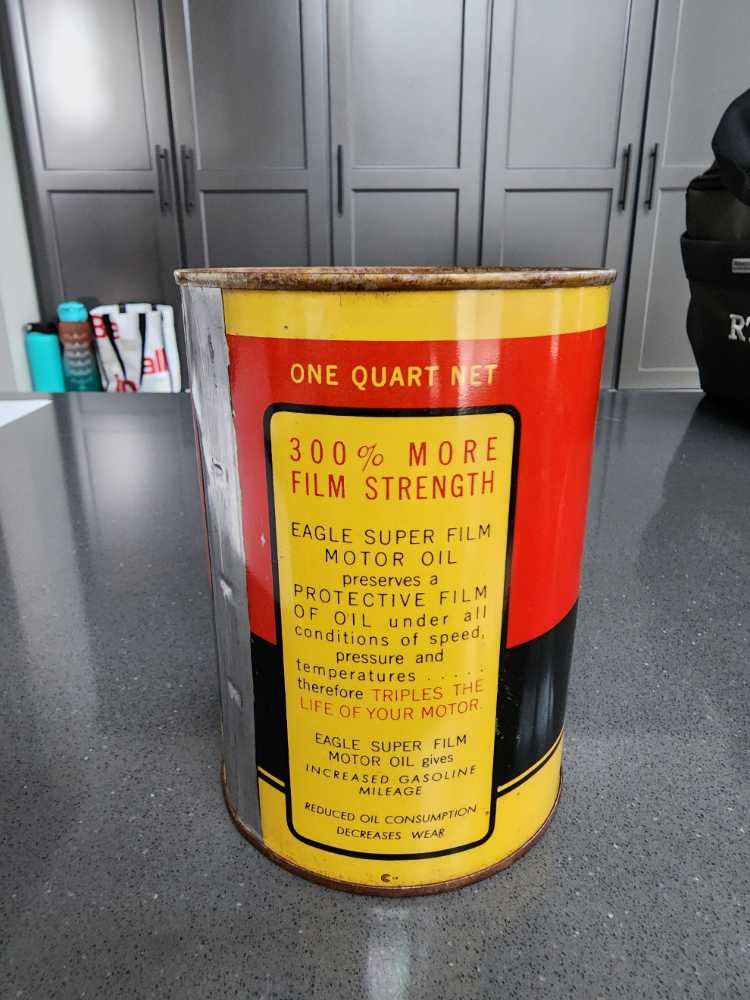 ONE QUART NET
300% MORE
FILM STRENGTH
EAGLE SUPER FILM
MOTOR OIL
preserves a
PROTECTIVE FILM
OF OIL under all
conditions of speed,
pressure and
temperatures . . . . .
therefore TRIPLES THE
LIFE OF YOUR MOTOR.
EAGLE SUPER FILM
MOTOR OIL gives
INCREASED GASOLINE
MILEAGE
REDUCED OIL CONSUMPTION
DECREASES WEAR
Be
all